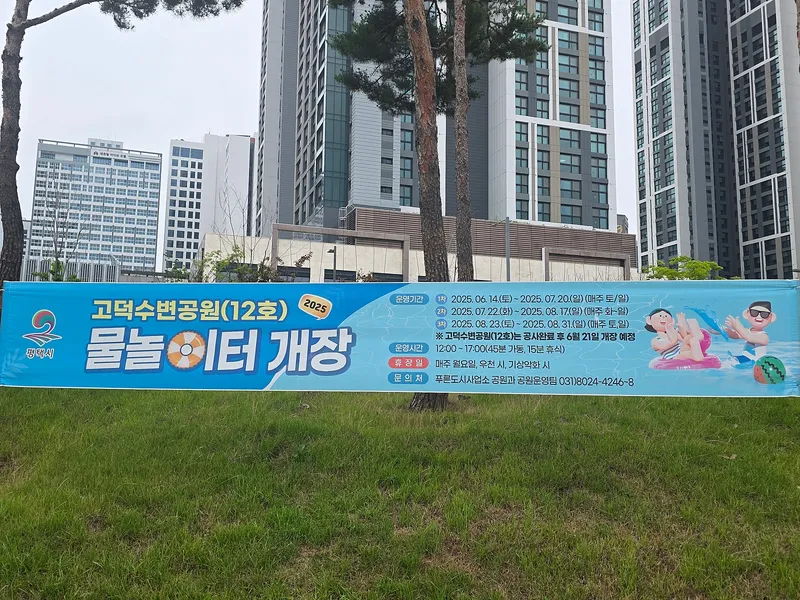 평택시
고덕수변공원(12호) 2025
물놀이터 개장
운영기간 1차 2025. 06.14.(토) ~ 2025. 07.20.(일) (매주 토/일)
2차 2025. 07.22.(화) ~ 2025. 08.17.(일) (매주 화~일)
3차 2025. 08.23.(토) ~ 2025. 08.31.(일) (매주 토,일)
※ 고덕수변공원(12호)는 공사완료 후 6월 21일 개장 예정
운영시간 12:00 ~ 17:00(45분 가동, 15분 휴식)
휴 장 일 매주 월요일, 우천 시, 기상악화 시
문 의 처 푸른도시사업소 공원과 공원운영팀 031)8024-4246~8